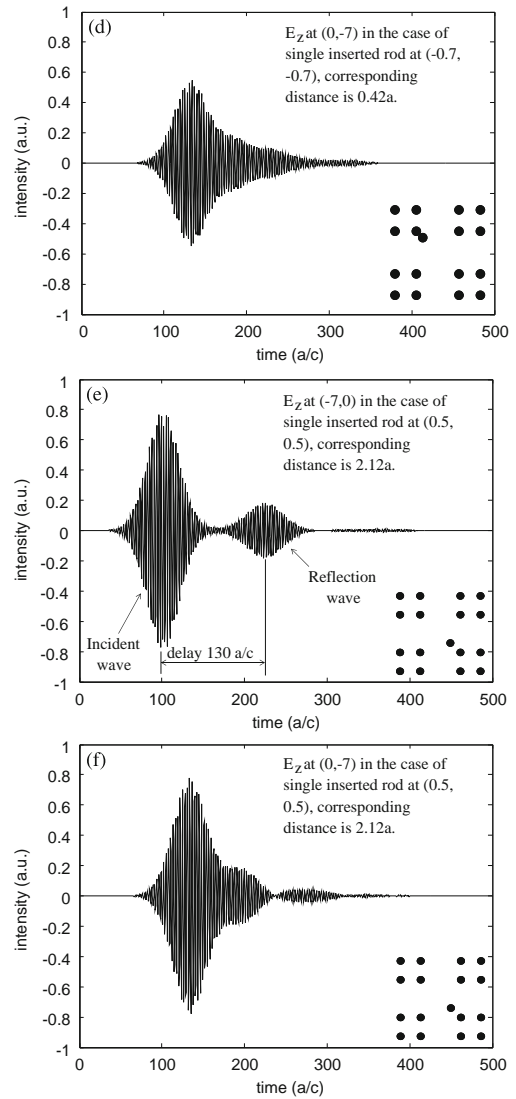 (d)
E_z at (0,-7) in the case of
single inserted rod at (-0.7,
-0.7), corresponding
distance is 0.42a.
intensity (a.u.)
0.8
0.6
0.4
0.2
0
-0.2
-0.4
-0.6
-0.8
-1
0 100 200 300 400 500
time (a/c)
(e)
E_z at (-7,0) in the case of
single inserted rod at (0.5,
0.5), corresponding
distance is 2.12a.
intensity (a.u.)
0.8
0.6
0.4
0.2
0
-0.2
-0.4
-0.6
-0.8
-1
Incident
wave
Reflection
wave
delay 130 a/c
0 100 200 300 400 500
time (a/c)
(f)
E_z at (0,-7) in the case of
single inserted rod at (0.5,
0.5), corresponding
distance is 2.12a.
intensity (a.u.)
1
0.8
0.6
0.4
0.2
0
-0.2
-0.4
-0.6
-0.8
-1
0 100 200 300 400 500
time (a/c)